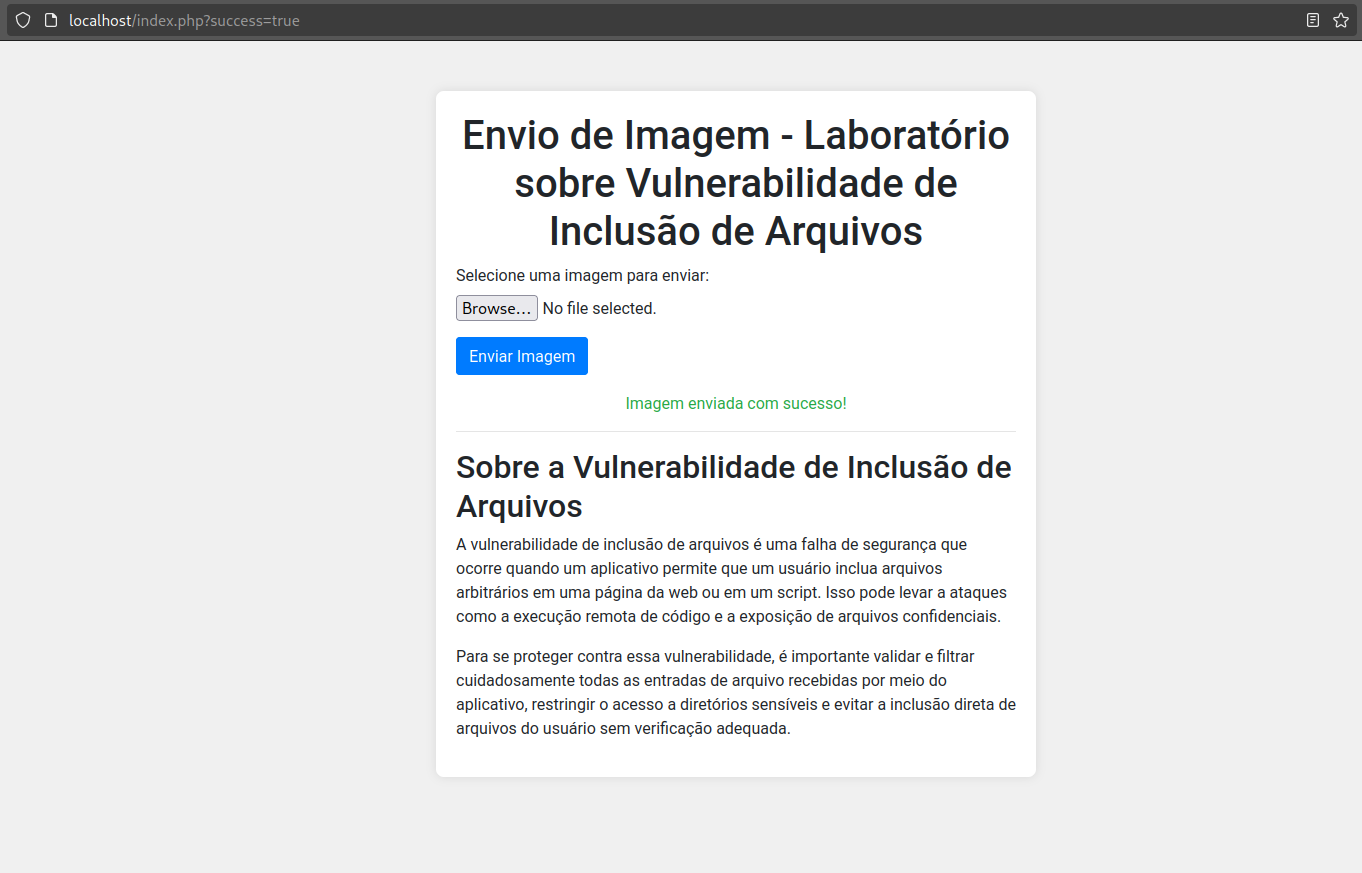 localhost/index.php?success=true
Envio de Imagem - Laboratório
sobre Vulnerabilidade de
Inclusão de Arquivos
Selecione uma imagem para enviar:
Browse... No file selected.
Enviar Imagem
Imagem enviada com sucesso!
Sobre a Vulnerabilidade de Inclusão de
Arquivos
A vulnerabilidade de inclusão de arquivos é uma falha de segurança que
ocorre quando um aplicativo permite que um usuário inclua arquivos
arbitrários em uma página da web ou em um script. Isso pode levar a ataques
como a execução remota de código e a exposição de arquivos confidenciais.
Para se proteger contra essa vulnerabilidade, é importante validar e filtrar
cuidadosamente todas as entradas de arquivo recebidas por meio do
aplicativo, restringir o acesso a diretórios sensíveis e evitar a inclusão direta de
arquivos do usuário sem verificação adequada.